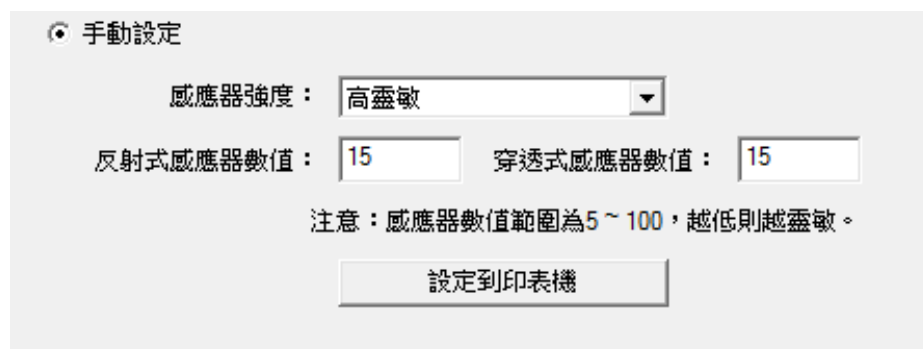 手動設定
感應器強度： 高靈敏
反射式感應器數值： 15 穿透式感應器數值： 15
注意：感應器數值範圍為5 ~ 100，越低則越靈敏。
設定到印表機